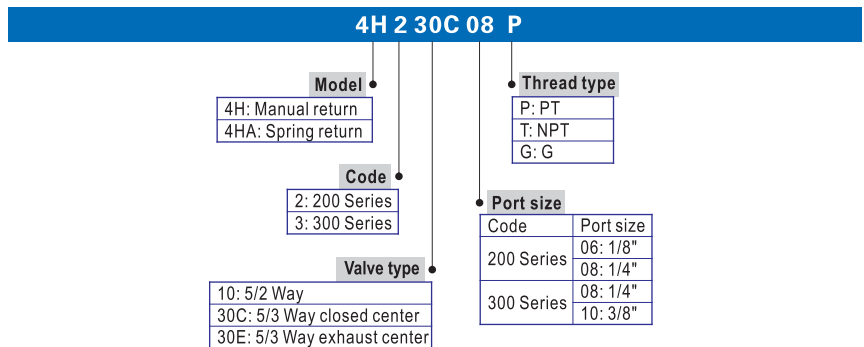 4H 2 30C 08 P
Model
4H: Manual return
4HA: Spring return
Thread type
P: PT
T: NPT
G: G
Code
2: 200 Series
3: 300 Series
Port size
Code Port size
200 Series 06: 1/8"
08: 1/4"
300 Series 08: 1/4"
10: 3/8"
Valve type
10: 5/2 Way
30C: 5/3 Way closed center
30E: 5/3 Way exhaust center